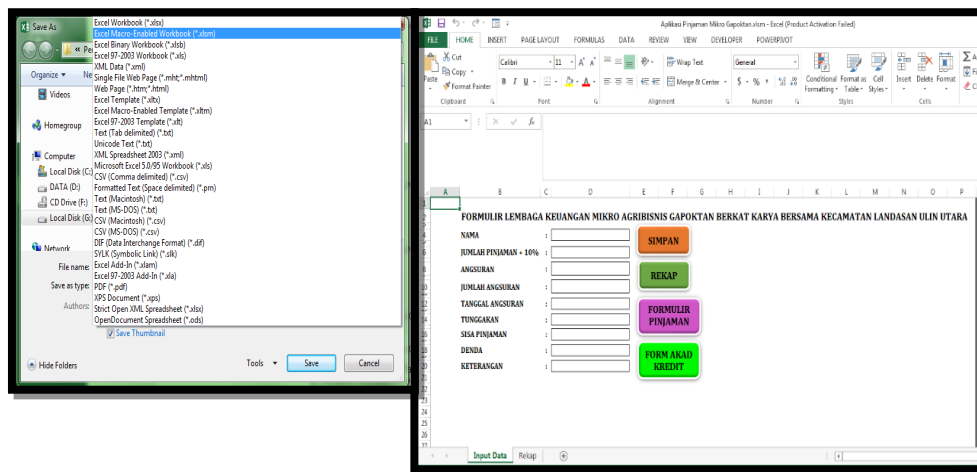 Save As
« Pe
Organize ▾ Ne
Videos
Homegroup
Computer
Local Disk (C:)
DATA (D:)
CD Drive (F:)
Local Disk (G:)
Network
File name:
Save as type:
Authors:
Excel Workbook (*.xlsx)
Excel Macro-Enabled Workbook (*.xlsm)
Excel Binary Workbook (*.xlsb)
Excel 97-2003 Workbook (*.xls)
XML Data (*.xml)
Single File Web Page (*.mht;*.mhtml)
Web Page (*.htm;*.html)
Excel Template (*.xltx)
Excel Macro-Enabled Template (*.xltm)
Excel 97-2003 Template (*.xlt)
Text (Tab delimited) (*.txt)
Unicode Text (*.txt)
XML Spreadsheet 2003 (*.xml)
Microsoft Excel 5.0/95 Workbook (*.xls)
CSV (Comma delimited) (*.csv)
Formatted Text (Space delimited) (*.prn)
Text (Macintosh) (*.txt)
Text (MS-DOS) (*.txt)
CSV (Macintosh) (*.csv)
CSV (MS-DOS) (*.csv)
DIF (Data Interchange Format) (*.dif)
SYLK (Symbolic Link) (*.slk)
Excel Add-In (*.xlam)
Excel 97-2003 Add-In (*.xla)
PDF (*.pdf)
XPS Document (*.xps)
Strict Open XML Spreadsheet (*.xlsx)
OpenDocument Spreadsheet (*.ods)
Save Thumbnail
Hide Folders
Tools ▾ Save Cancel
Aplikasi Pinjaman Mikro Gapoktan.xlsm - Excel (Product Activation Failed)
FILE HOME INSERT PAGE LAYOUT FORMULAS DATA REVIEW VIEW DEVELOPER POWERPIVOT
Paste Cut
Copy
Format Painter
Clipboard
Calibri 11
B I U
Font
Wrap Text
Merge & Center
Alignment
General
$ % ,
Number
Conditional Formatting
Format as Table
Cell Styles
Styles
Insert Delete Format
Cells
A1 fx
A B C D E F G H I J K L M N O P
FORMULIR LEMBAGA KEUANGAN MIKRO AGRIBISNIS GAPOKTAN BERKAT KARYA BERSAMA KECAMATAN LANDASAN ULIN UTARA
NAMA :
JUMLAH PINJAMAN + 10% :
ANGSURAN :
JUMLAH ANGSURAN :
TANGGAL ANGSURAN :
TUNGGAKAN :
SISA PINJAMAN :
DENDA :
KETERANGAN :
SIMPAN
REKAP
FORMULIR
PINJAMAN
FORM AKAD
KREDIT
24
25
26
Input Data Rekap